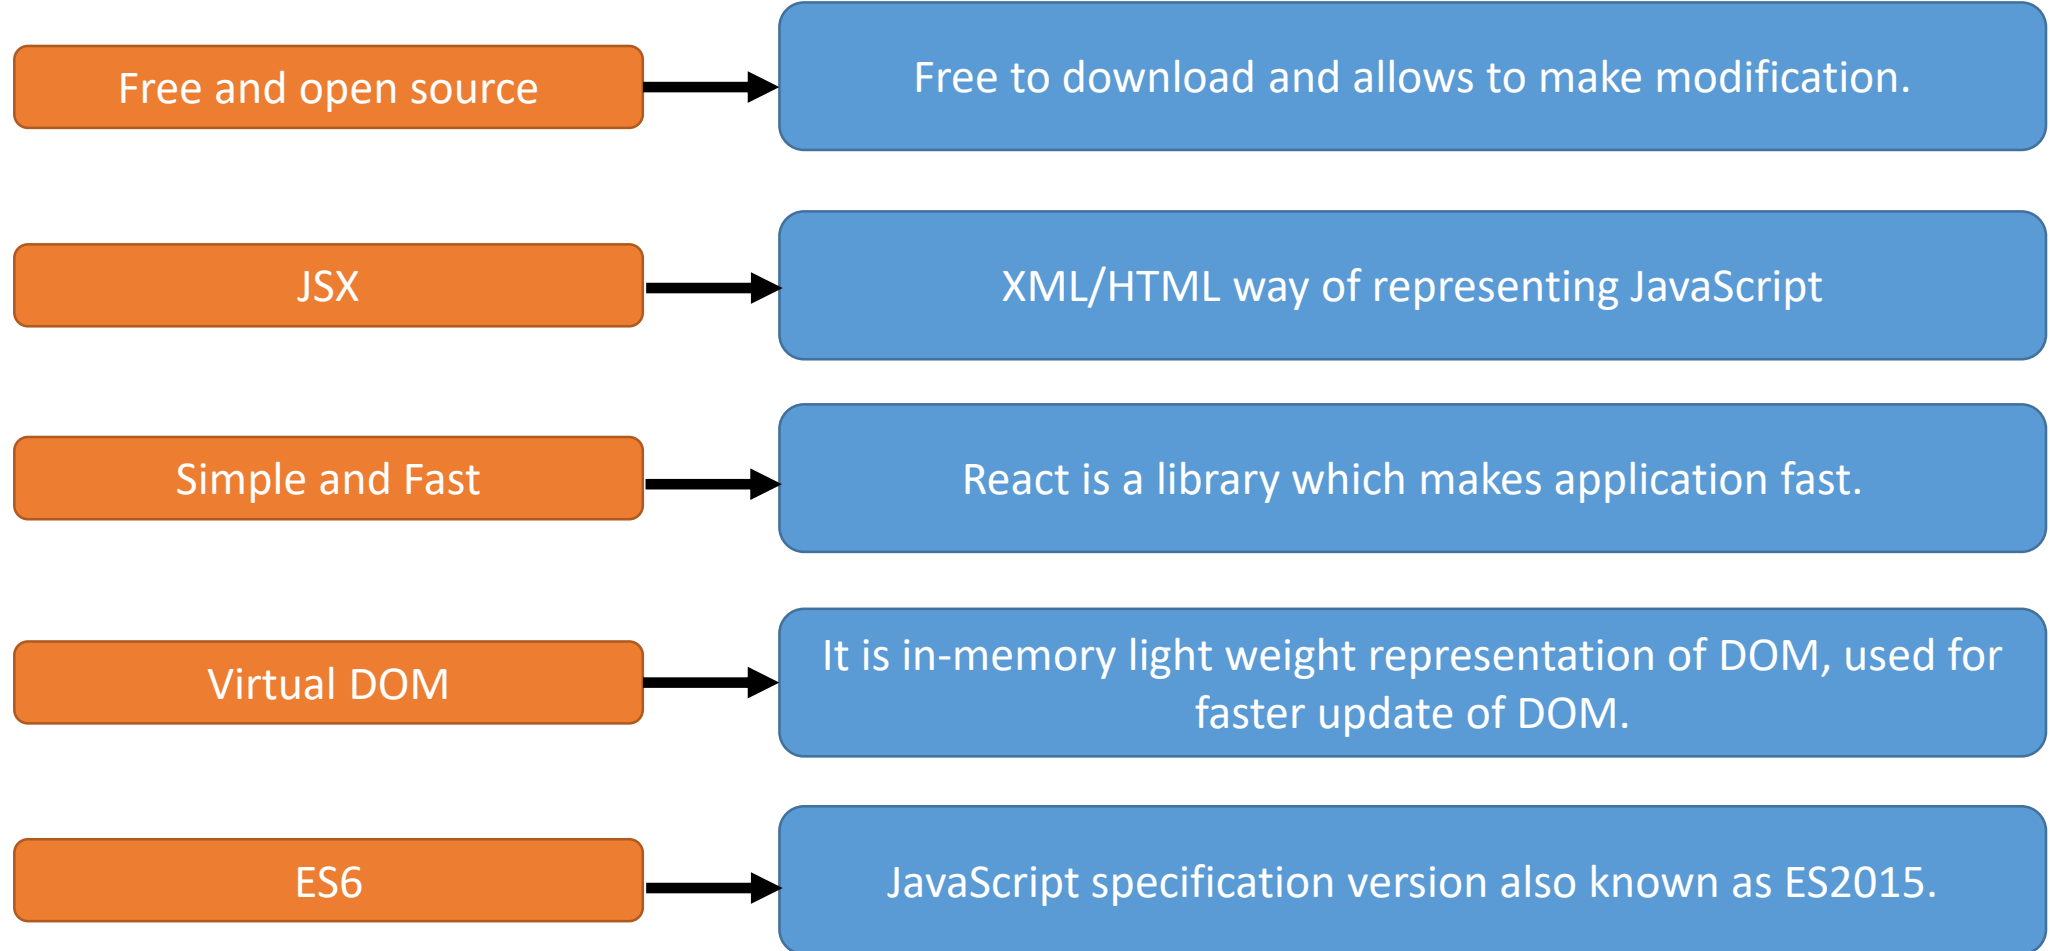 Free and open source
Free to download and allows to make modification.
JSX
XML/HTML way of representing JavaScript
Simple and Fast
React is a library which makes application fast.
Virtual DOM
It is in-memory light weight representation of DOM, used for
faster update of DOM.
ES6
JavaScript specification version also known as ES2015.